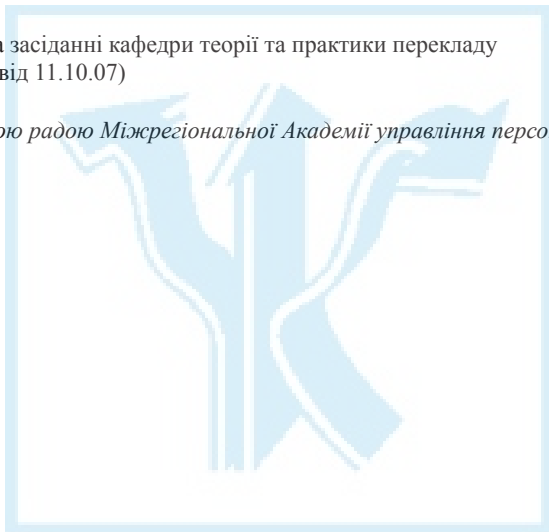 засіданні кафедри теорії та практики перекладу
від 11.10.07)
ою радою Міжрегіональної Академії управління персо